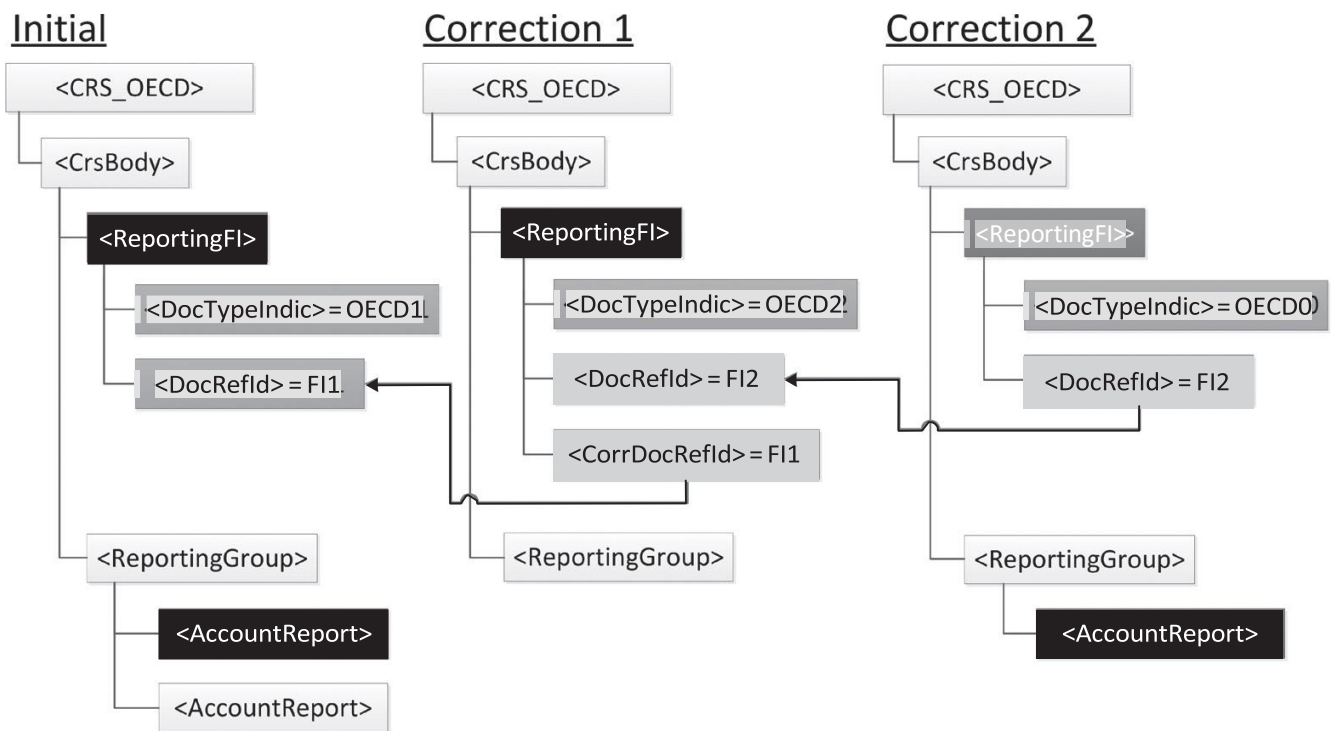 Initial
<CRS_OECD>
<CrsBody>
<ReportingFI>
<DocTypeIndic> = OECD1
<DocRefId> = FI1
<ReportingGroup>
<AccountReport>
<AccountReport>
Correction 1
<CRS_OECD>
<CrsBody>
<ReportingFI>
<DocTypeIndic> = OECD2
<DocRefId> = FI2
<CorrDocRefId> = FI1
<ReportingGroup>
Correction 2
<CRS_OECD>
<CrsBody>
<ReportingFI>
<DocTypeIndic> = OECD0
<DocRefId> = FI2
<ReportingGroup>
<AccountReport>